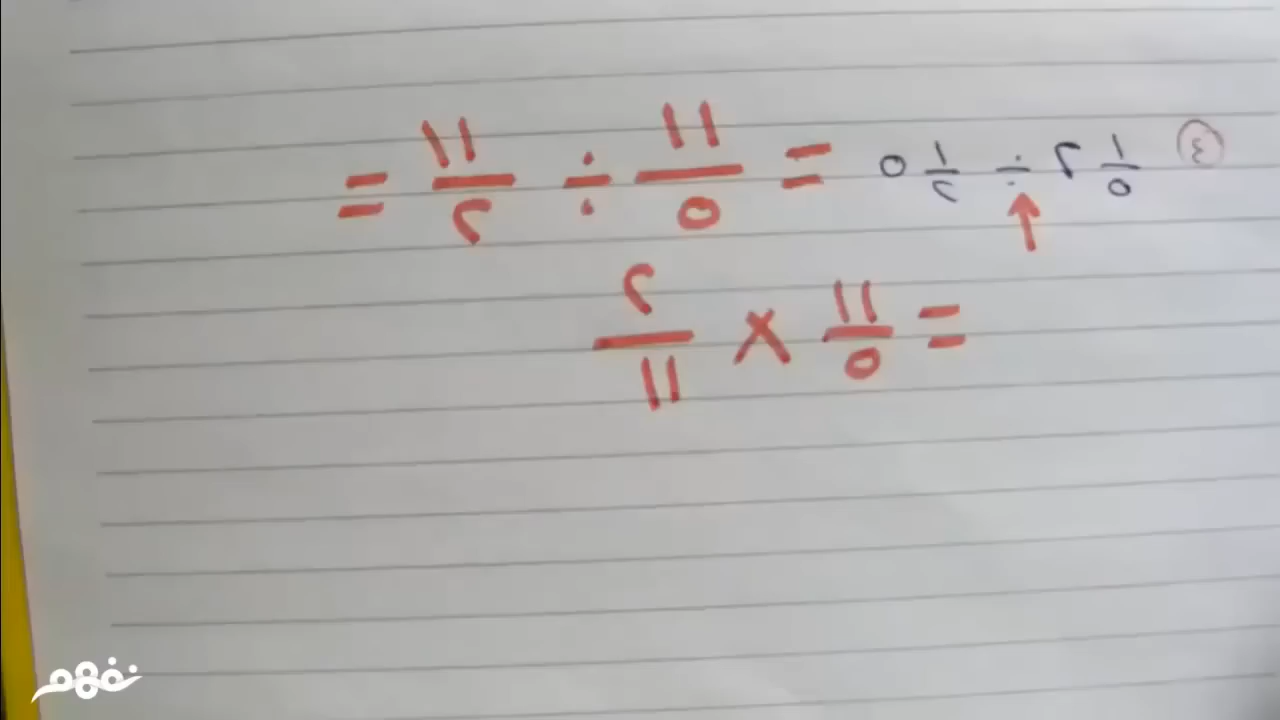 ٤ ٢ ١/٥ ÷ ٥ ١/٢ = ١١/٥ ÷ ١١/٢ =
= ١١/٥ × ٢/١١
نفهم